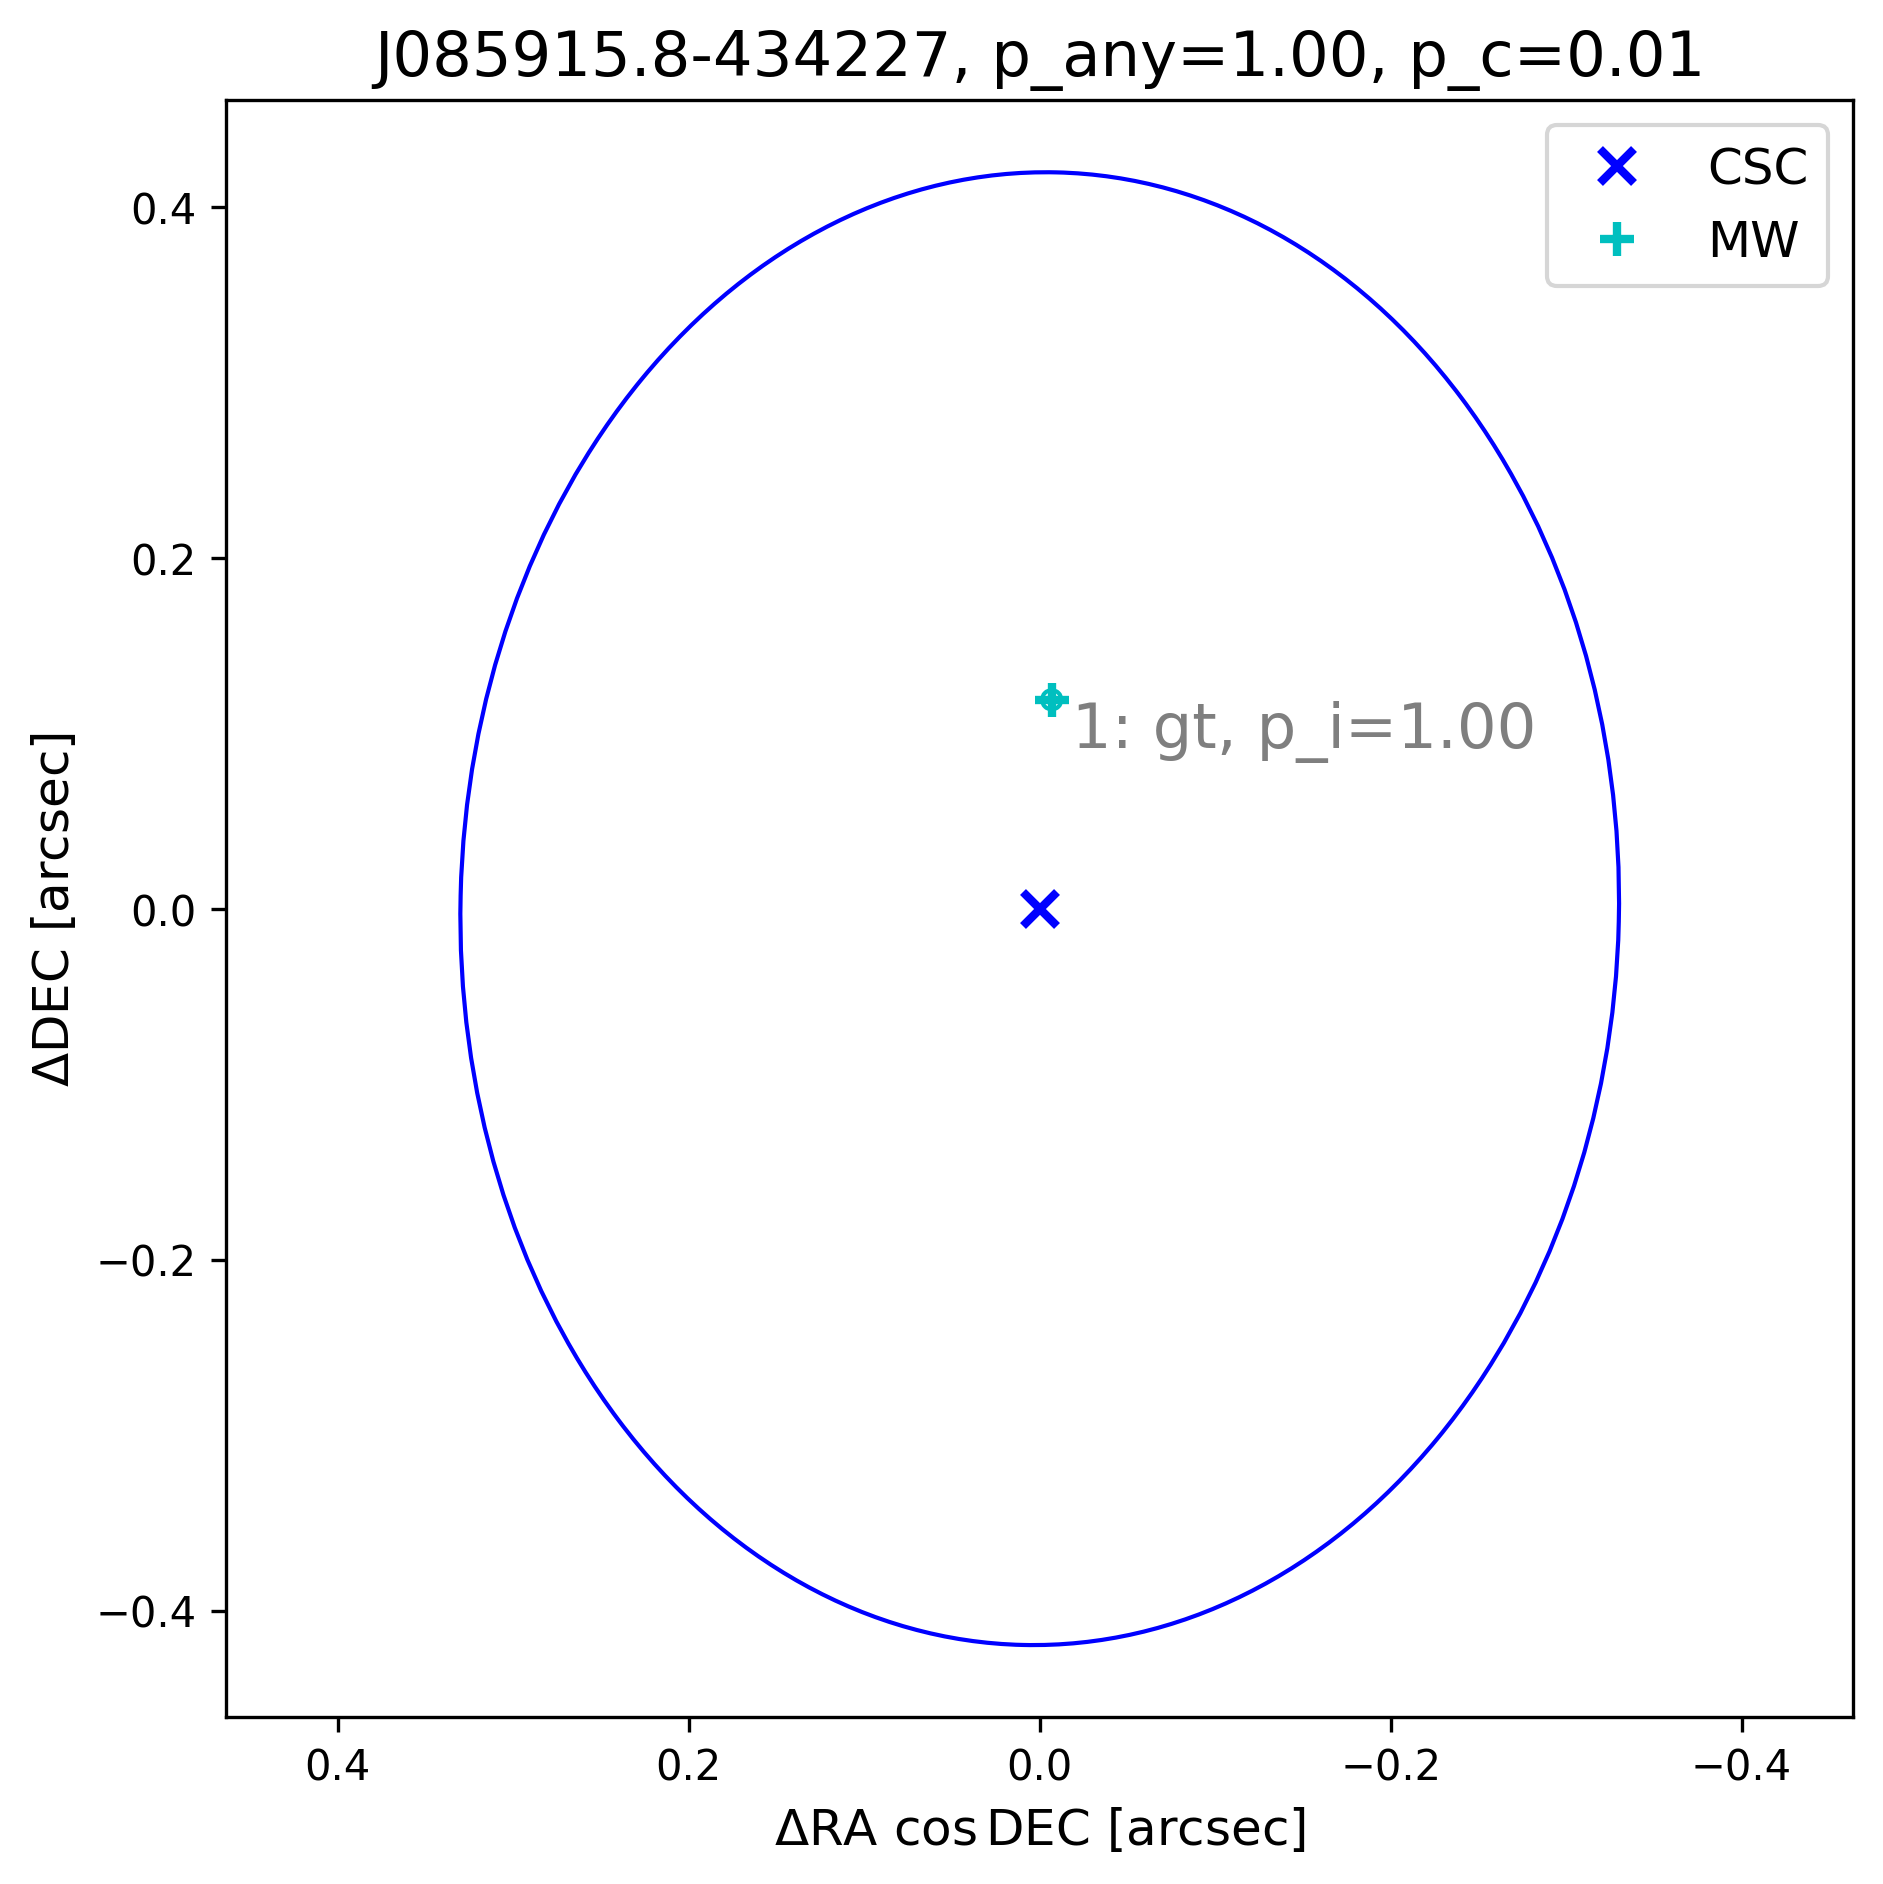 J085915.8-434227, p_any=1.00, p_c=0.01
CSC
MW
0.4
0.2
0.0
−0.2
−0.4
ΔDEC [arcsec]
1: gt, p_i=1.00
0.4 0.2 0.0 −0.2 −0.4
ΔRA cos DEC [arcsec]